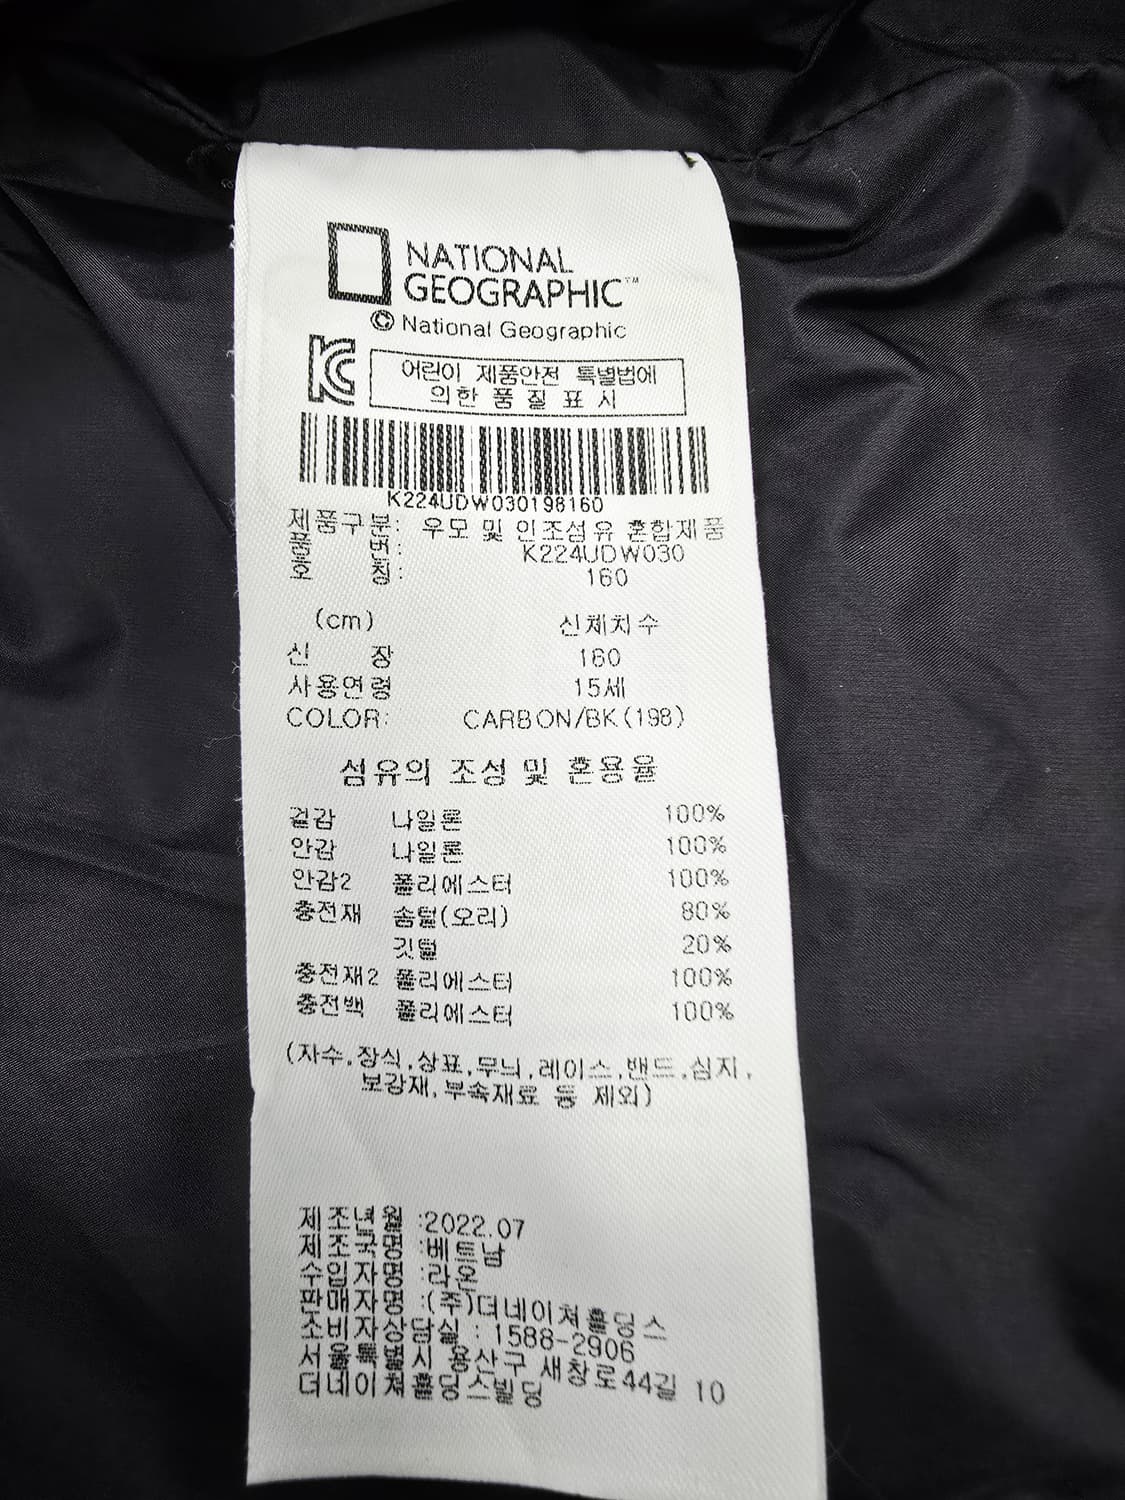 NATIONAL
GEOGRAPHIC™
© National Geographic
어린이 제품안전 특별법에
의한 품질표시
K224UDW030198160
제품구분: 우모 및 인조섬유 혼합제품
품 번: K224UDW030
호 칭: 160
(cm) 신체치수
신 장 160
사용연령 15세
COLOR: CARBON/BK(198)
섬유의 조성 및 혼용율
겉감 나일론 100%
안감 나일론 100%
안감2 폴리에스터 100%
충전재 솜털(오리) 80%
깃털 20%
충전재2 폴리에스터 100%
충전백 폴리에스터 100%
(자수,장식,상표,무늬,레이스,밴드,심지,
보강재,부속재료 등 제외)
제조년월 :2022.07
제조국명 :베트남
수입자명 :라온
판매자명 :(주)더네이쳐홀딩스
소비자상담실 : 1588-2906
서울특별시 용산구 새창로44길 10
더네이쳐홀딩스빌딩